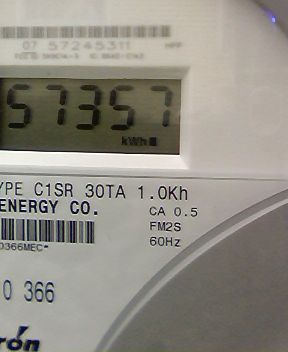 07 57245311
57357
kWh
YPE C1SR 30TA 1.0Kh
ENERGY CO.
CA 0.5
FM2S
60Hz
0366MEC*
0 366
rón